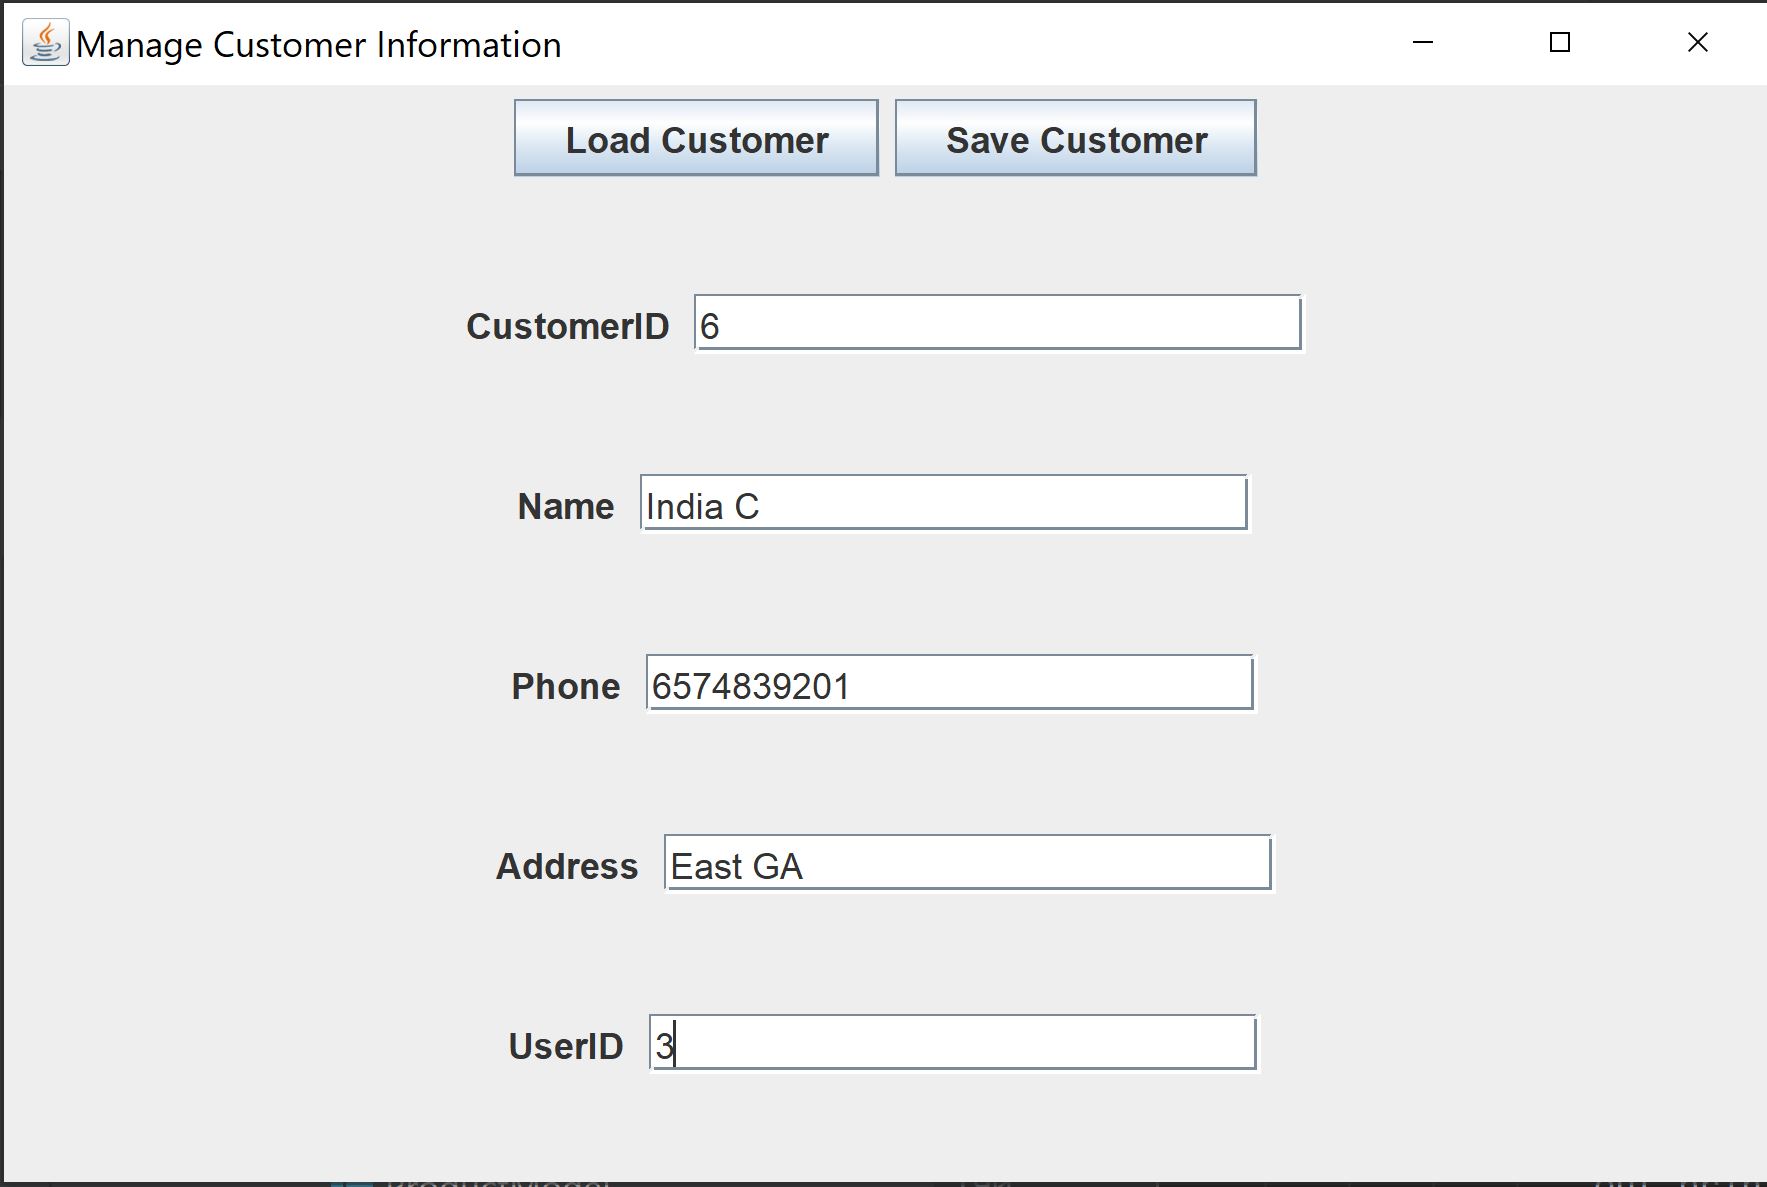 Manage Customer Information
Load Customer Save Customer
CustomerID 6
Name India C
Phone 6574839201
Address East GA
UserID 3